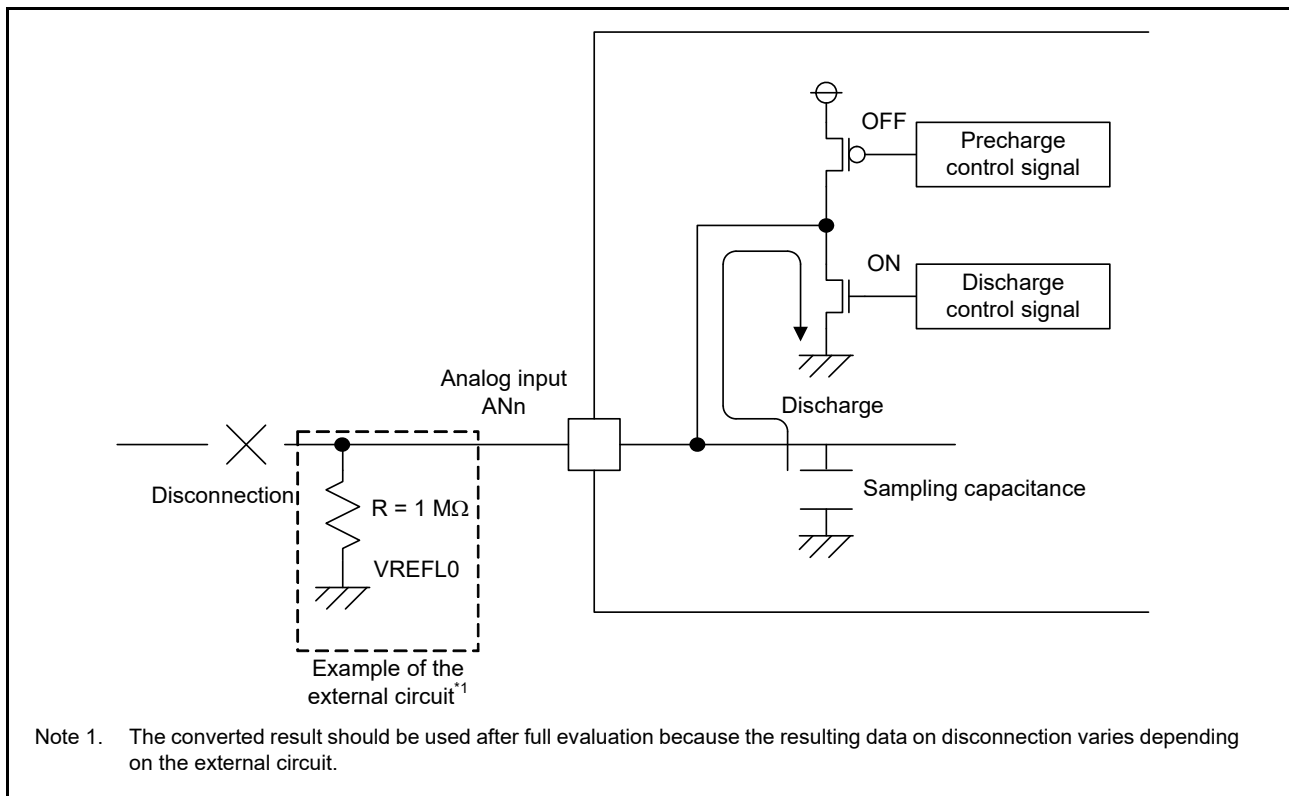 OFF
Precharge
control signal
ON
Discharge
control signal
Analog input
ANn
Discharge
Disconnection
R = 1 MΩ
Sampling capacitance
VREFL0
Example of the
external circuit*1
Note 1. The converted result should be used after full evaluation because the resulting data on disconnection varies depending
on the external circuit.